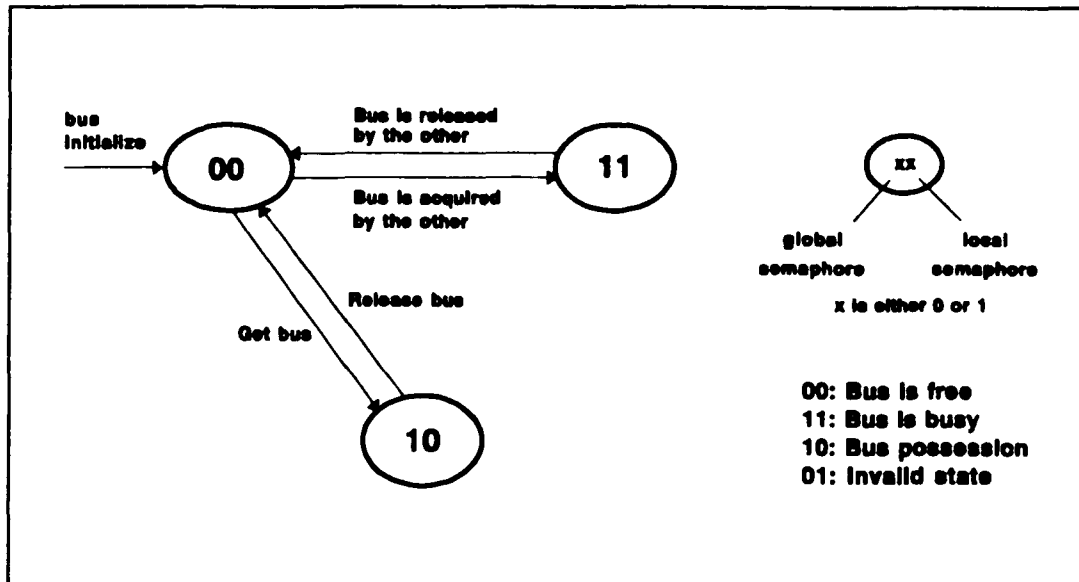 bus
initialize
00
Bus is released
by the other
11
Bus is acquired
by the other
Release bus
Get bus
10
xx
global
semaphore
local
semaphore
x is either 0 or 1
00: Bus is free
11: Bus is busy
10: Bus possession
01: Invalid state